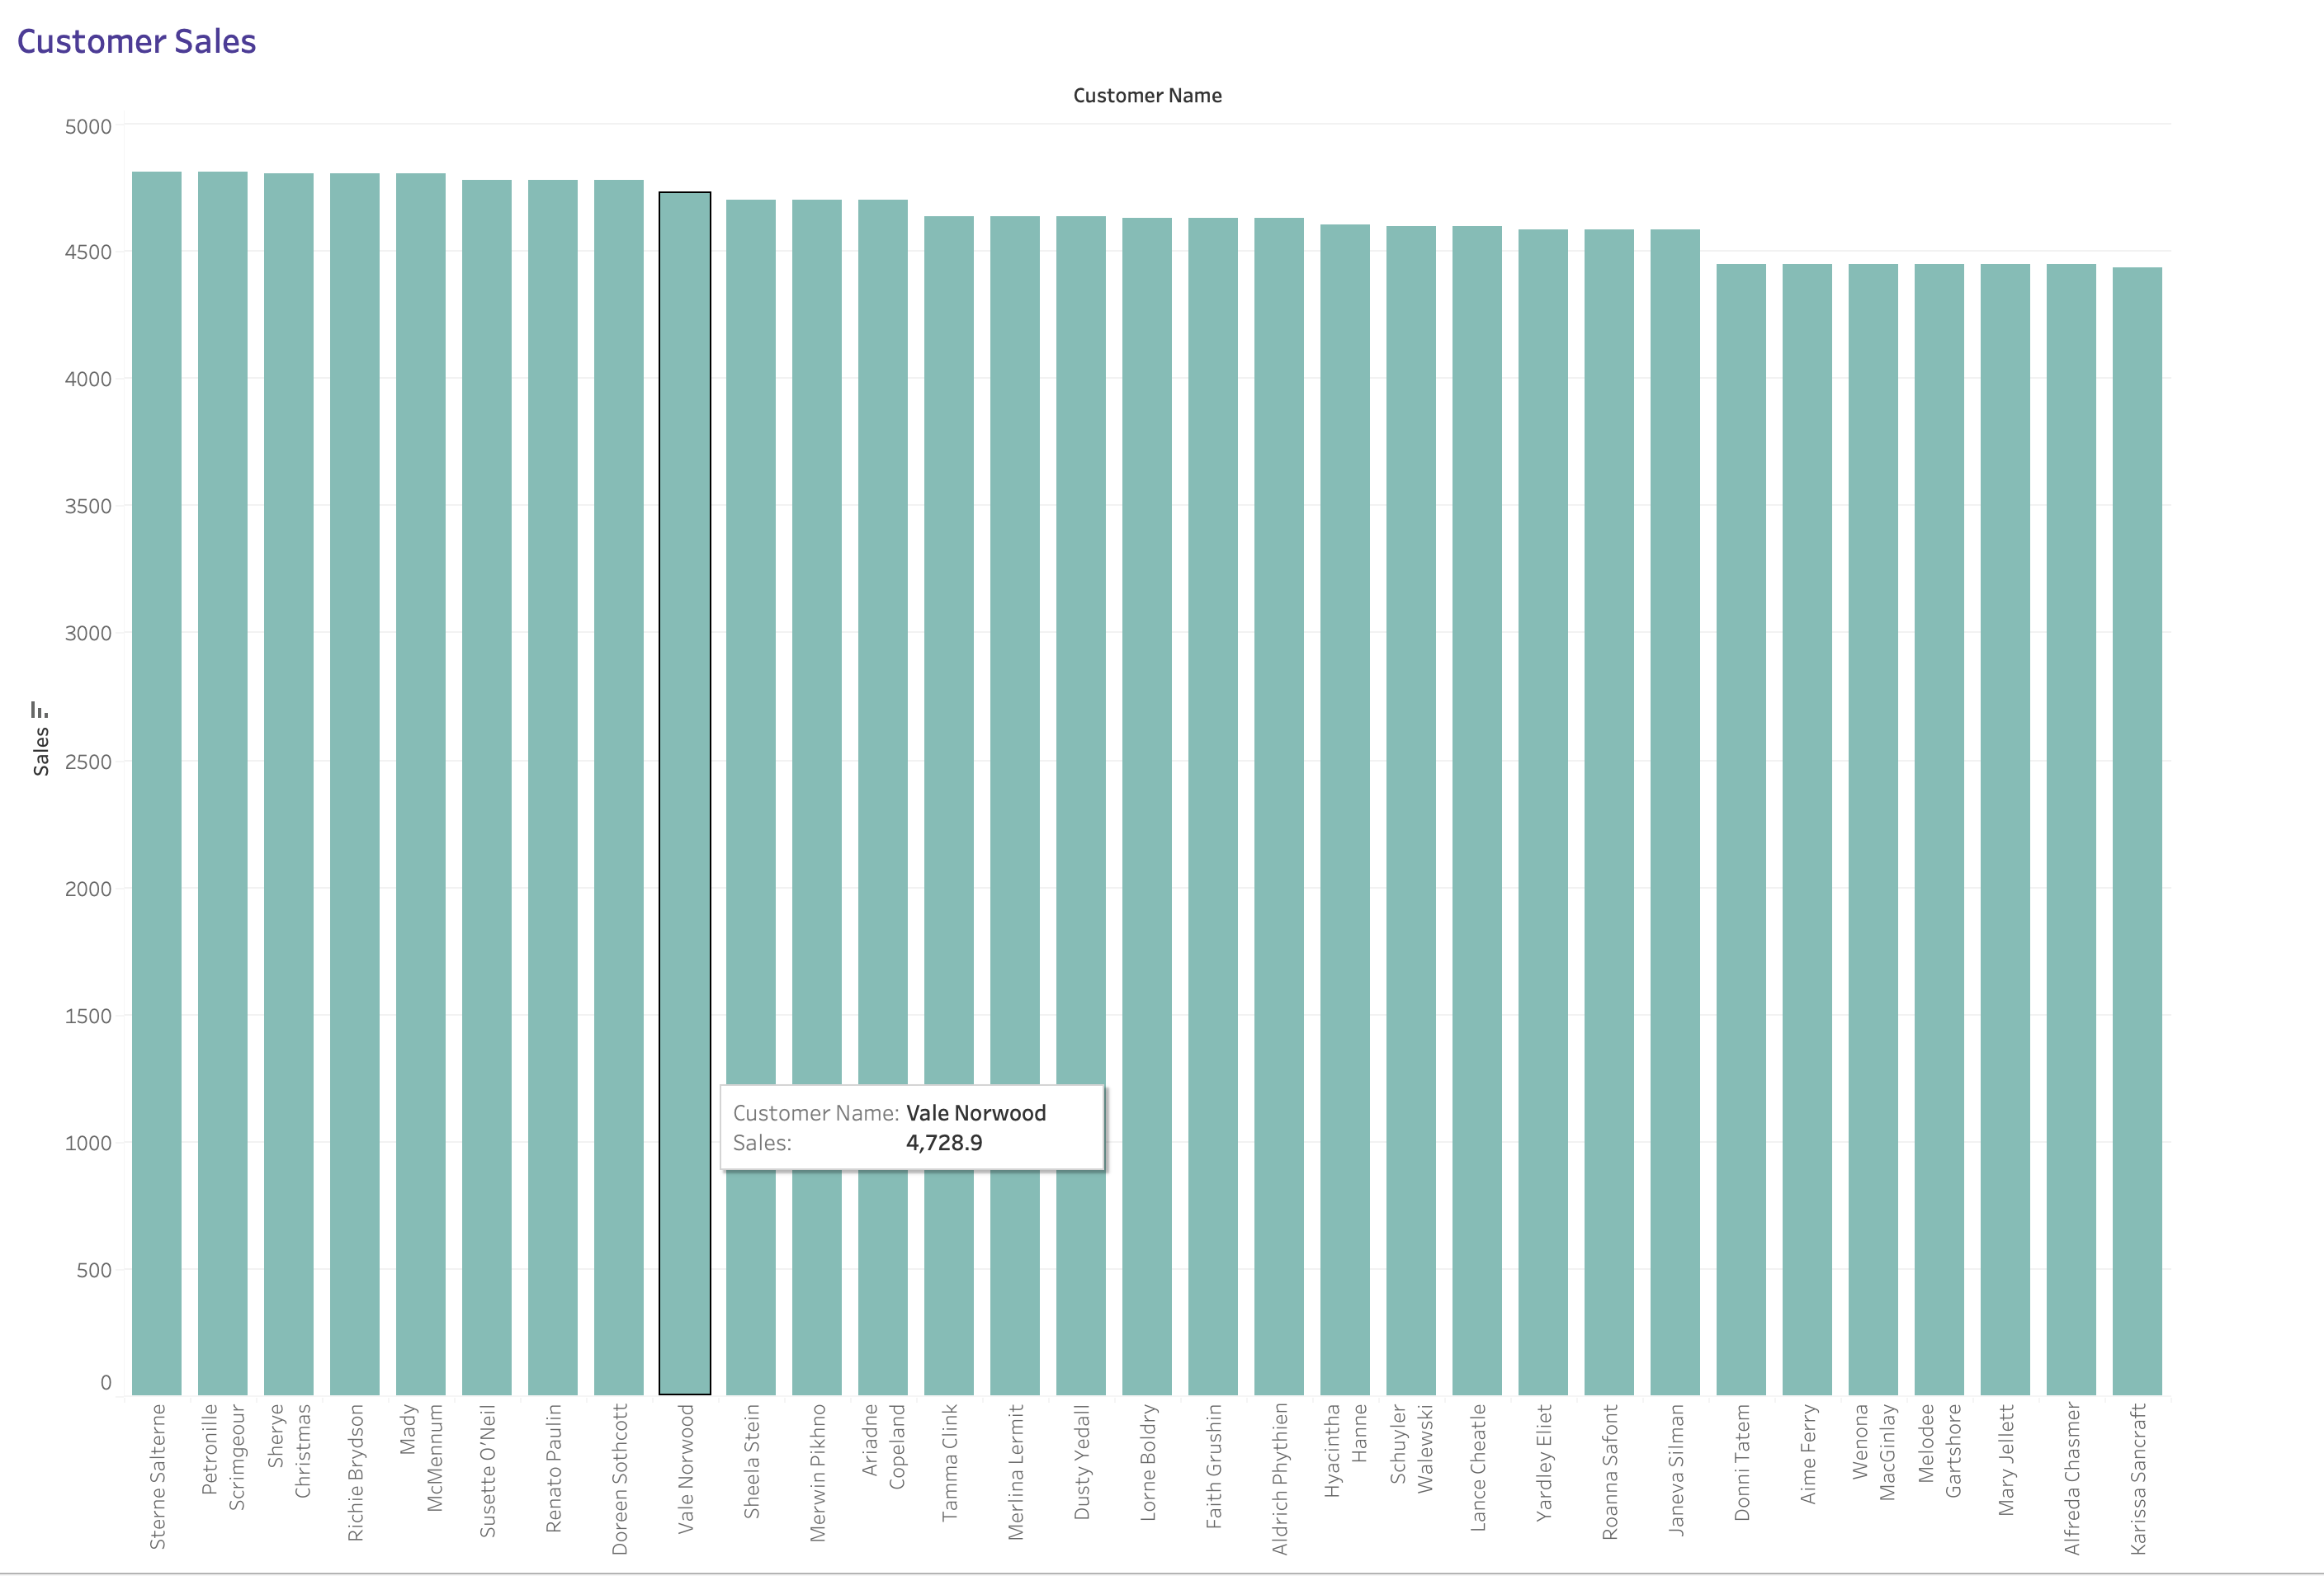 Customer Sales
Customer Name
5000
4500
4000
3500
3000
2500
2000
1500
1000
500
0
Sales
Customer Name: Vale Norwood
Sales: 4,728.9
Sterne Salterne
Petronille
Scrimgeour
Sherye
Christmas
Richie Brydson
Mady
McMennum
Susette O’Neil
Renato Paulin
Doreen Sothcott
Vale Norwood
Sheela Stein
Merwin Pikhno
Ariadne
Copeland
Tamma Clink
Merlina Lermit
Dusty Yedall
Lorne Boldry
Faith Grushin
Aldrich Phythien
Hyacintha
Hanne
Schuyler
Walewski
Lance Cheatle
Yardley Eliet
Roanna Safont
Janeva Silman
Donni Tatem
Aime Ferry
Wenona
MacGinlay
Melodee
Gartshore
Mary Jellett
Alfreda Chasmer
Karissa Sancraft